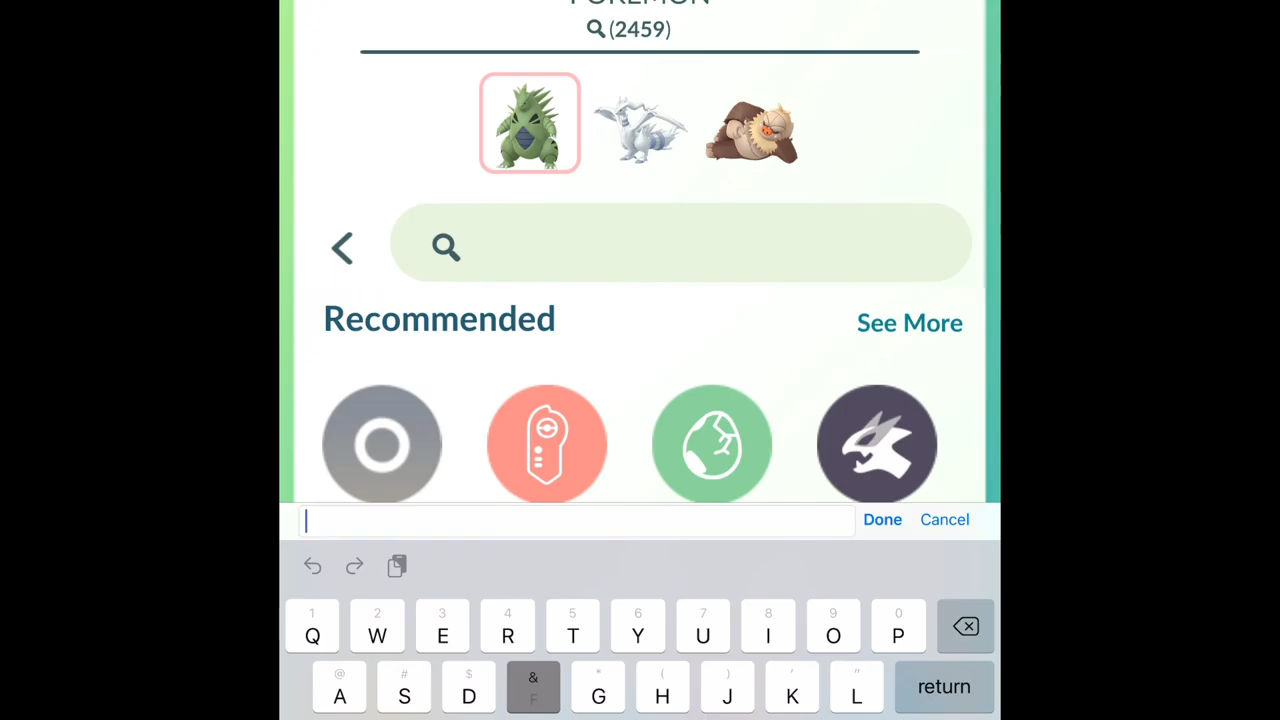 POKÉMON
(2459)
Recommended See More
Done Cancel
1 2 3 4 5 6 7 8 9 0
Q W E R T Y U I O P
@ # $ & * ( ) ' "
A S D F G H J K L return